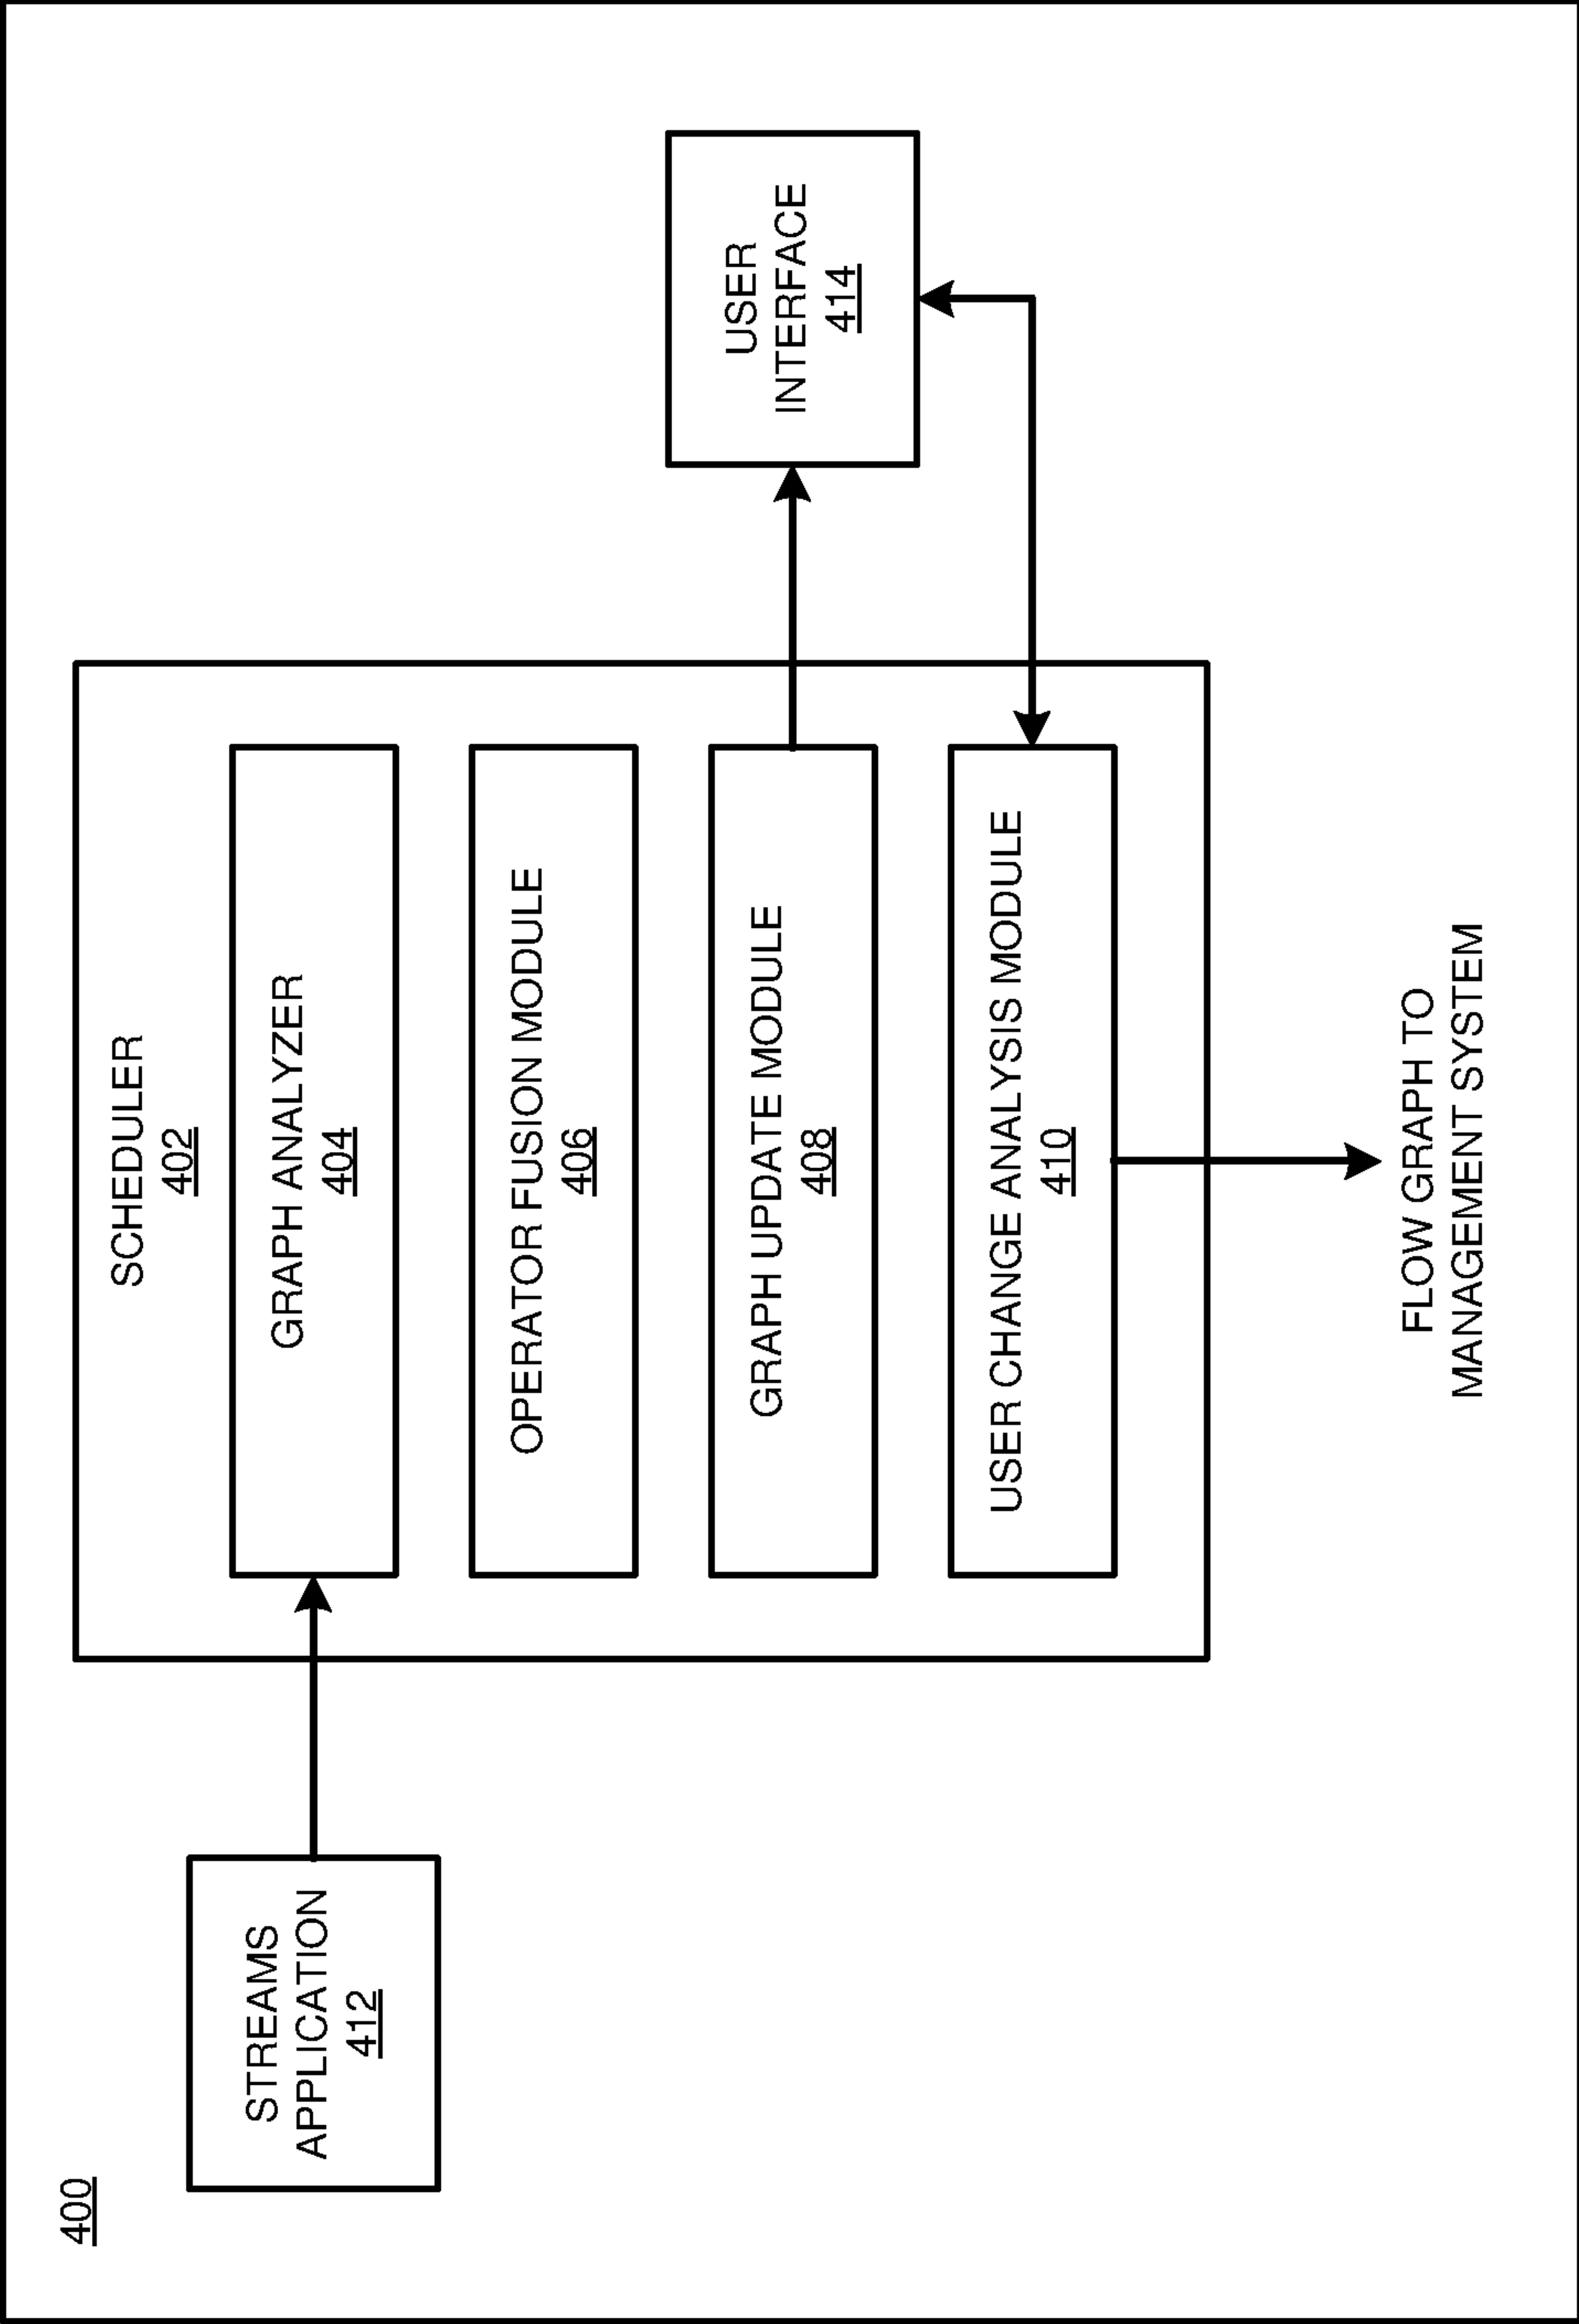 400
STREAMS
APPLICATION
412
SCHEDULER
402
GRAPH ANALYZER
404
OPERATOR FUSION MODULE
406
GRAPH UPDATE MODULE
408
USER CHANGE ANALYSIS MODULE
410
USER
INTERFACE
414
FLOW GRAPH TO
MANAGEMENT SYSTEM